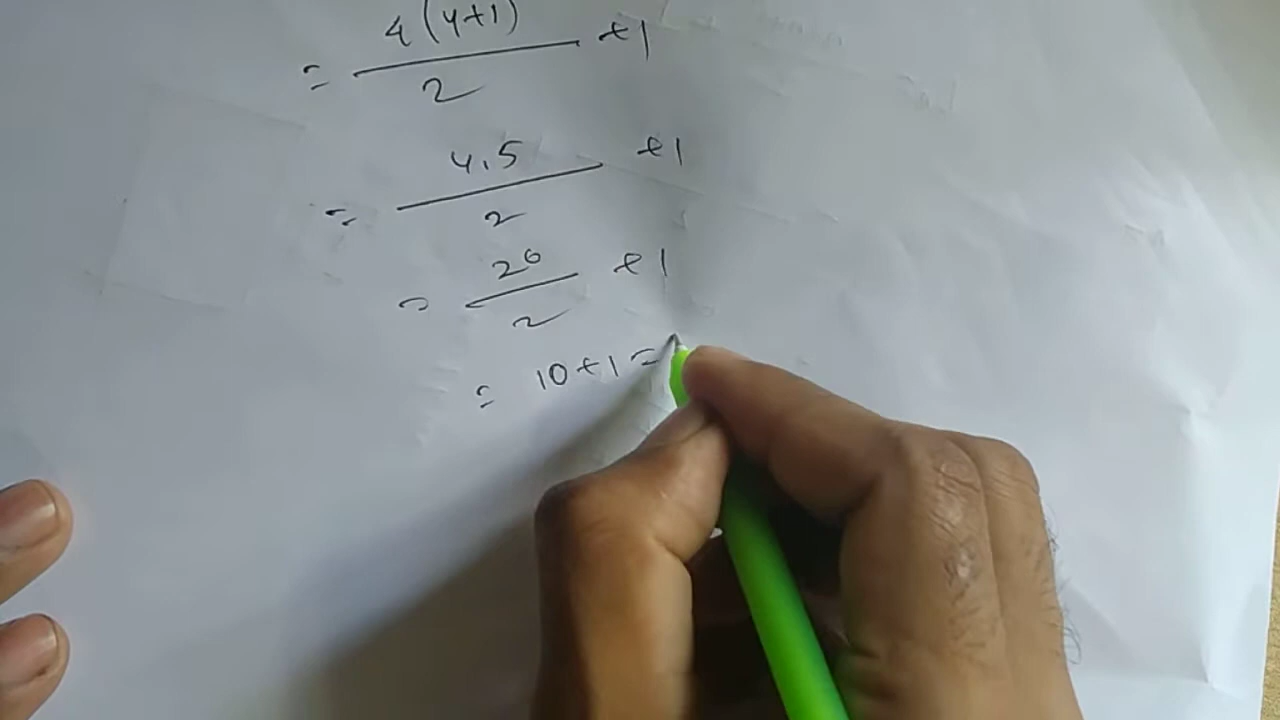 = 4(4+1)/2 +1
= 4.5/2 +1
= 20/2 +1
= 10+1 =